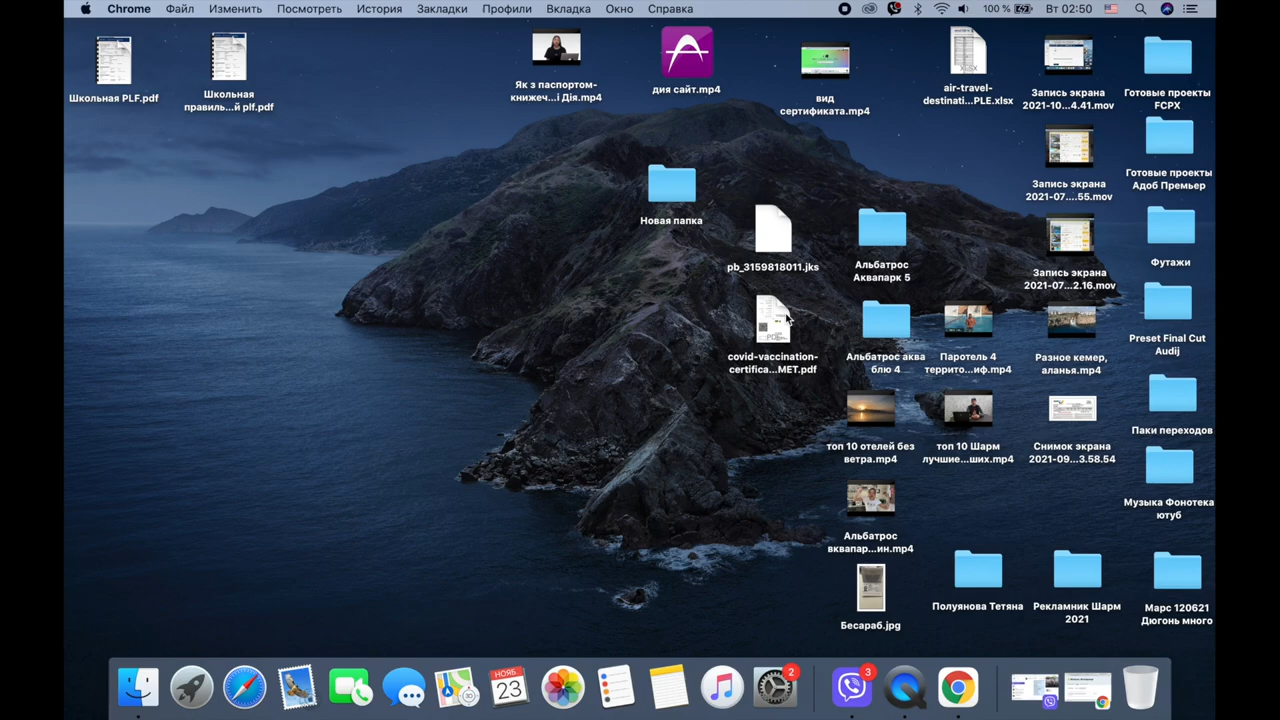 Chrome Файл Изменить Посмотреть История Закладки Профили Вкладка Окно Справка 100 % Вт 02:50
Школьная PLF.pdf
Школьная
правиль...й plf.pdf
Як з паспортом-
книжеч...і Дія.mp4
дия сайт.mp4
вид
сертификата.mp4
XLSX
air-travel-
destinati...PLE.xlsx
Запись экрана
2021-10...4.41.mov
Готовые проекты
FCPX
Запись экрана
2021-07....55.mov
Готовые проекты
Адоб Премьер
Новая папка
pb_3159818011.jks
Альбатрос
Аквапарк 5
Запись экрана
2021-07...2.16.mov
Футажи
PDF
covid-vaccination-
certifica...MET.pdf
Альбатрос аква
блю 4
Паротель 4
террито...иф.mp4
Разное кемер,
аланья.mp4
Preset Final Cut
Audij
топ 10 отелей без
ветра.mp4
топ 10 Шарм
лучшие...ших.mp4
Снимок экрана
2021-09...3.58.54
Паки переходов
Альбатрос
вквапар...ин.mp4
Музыка Фонотека
ютуб
Бесараб.jpg
Полуянова Тетяна
Рекламник Шарм
2021
Марс 120621
Дюгонь много
НОЯБ.
23
2
3